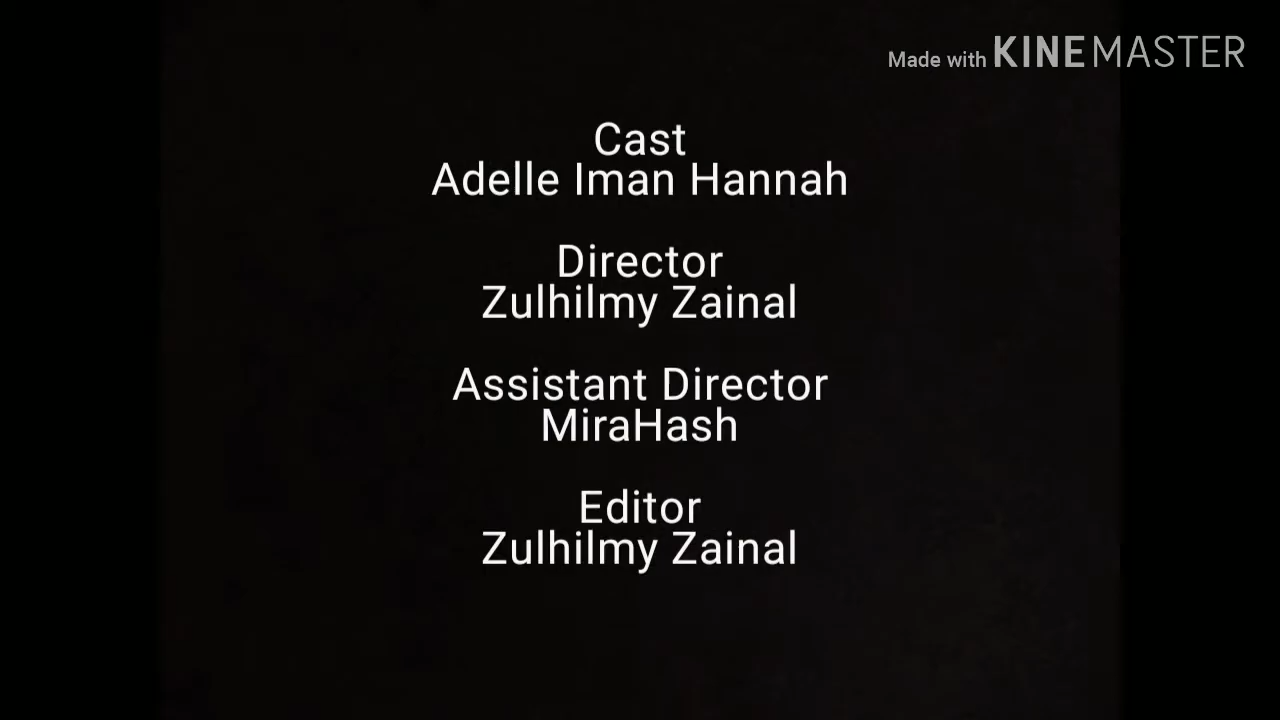 Made with KINEMASTER
Cast
Adelle Iman Hannah
Director
Zulhilmy Zainal
Assistant Director
MiraHash
Editor
Zulhilmy Zainal